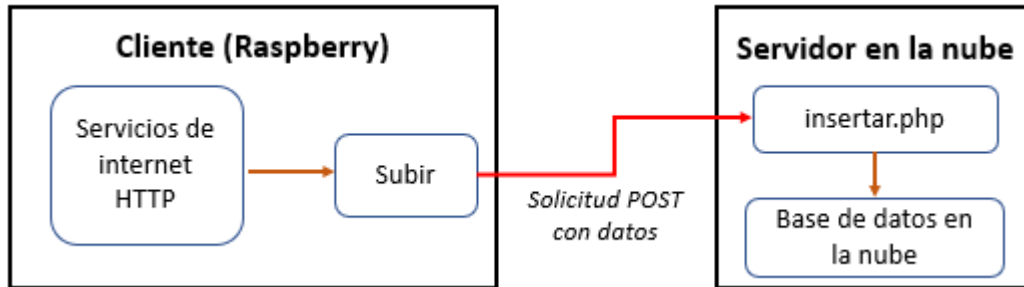 Cliente (Raspberry)
Servicios de
internet
HTTP
Subir
Solicitud POST
con datos
Servidor en la nube
insertar.php
Base de datos en
la nube